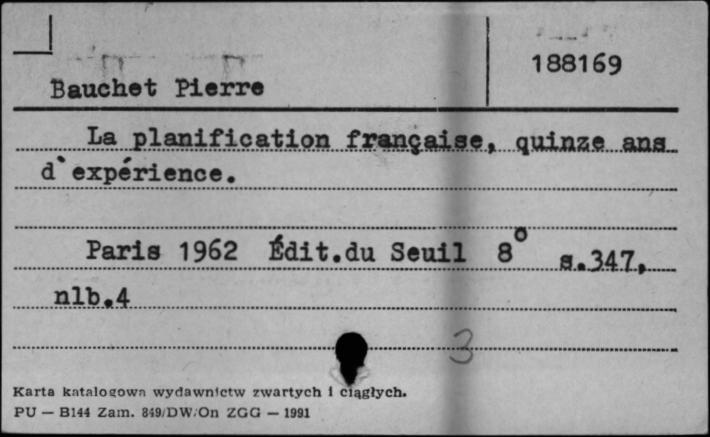 188169
Bauchet Pierre
La planification française, quinze ans
d`expérience.
Paris 1962 Édit.du Seuil 8° s.347,
nlb.4
3
Karta katalogowa wydawnictw zwartych i ciągłych.
PU — B144 Zam. 849/DW/On ZGG — 1991